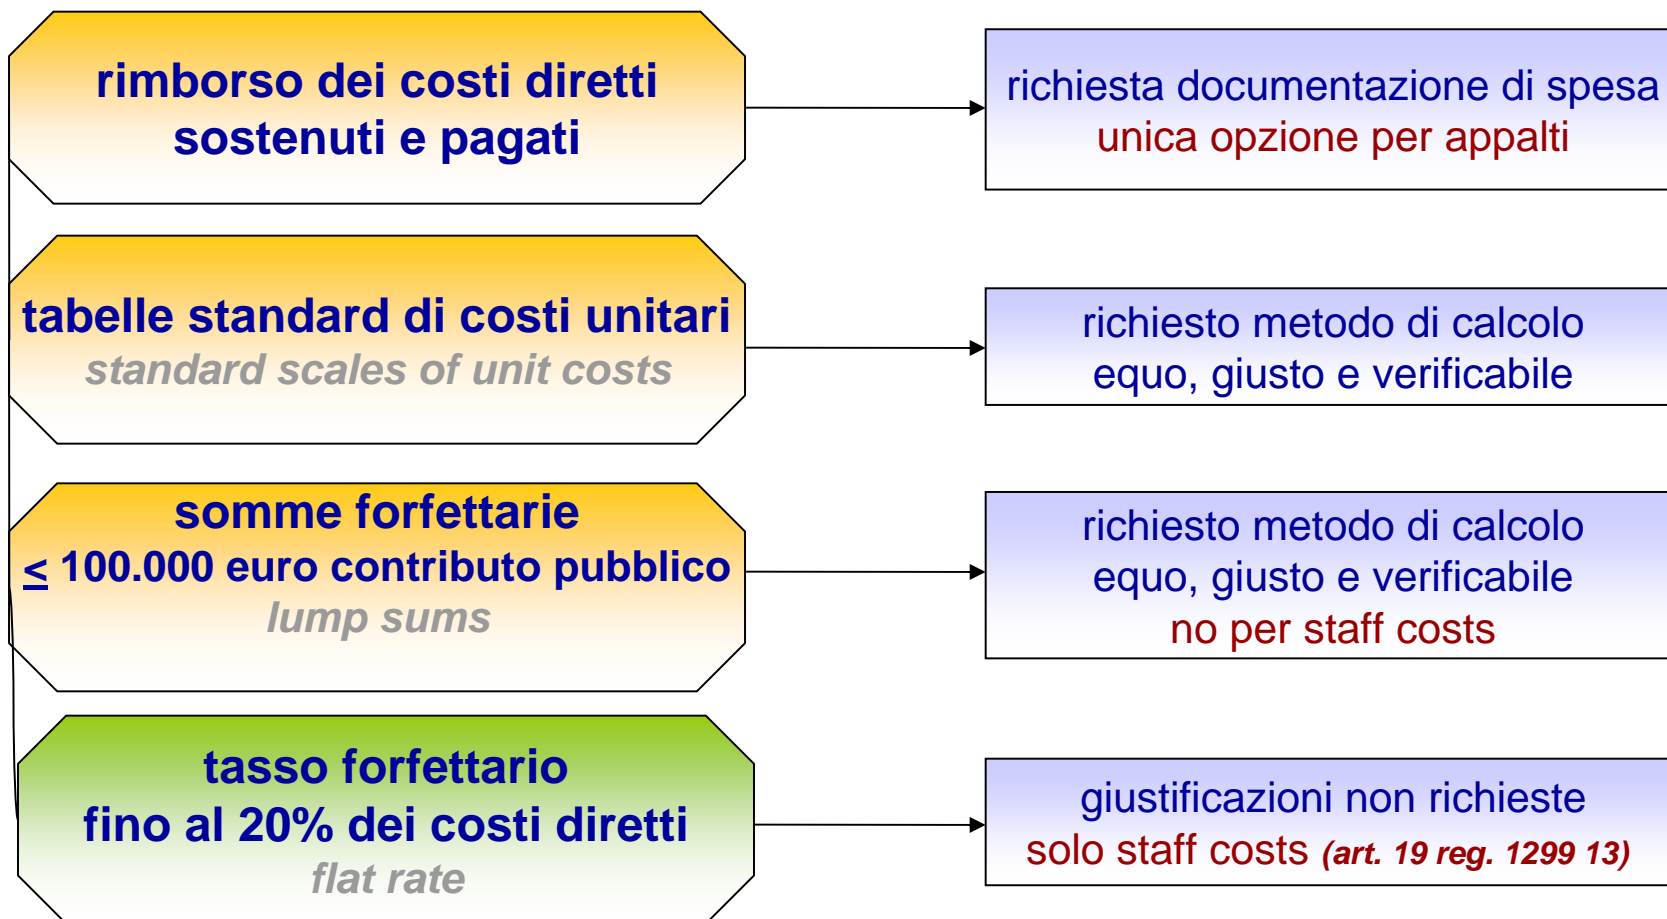 rimborso dei costi diretti
sostenuti e pagati
richiesta documentazione di spesa
unica opzione per appalti
tabelle standard di costi unitari
standard scales of unit costs
richiesto metodo di calcolo
equo, giusto e verificabile
somme forfettarie
≤ 100.000 euro contributo pubblico
lump sums
richiesto metodo di calcolo
equo, giusto e verificabile
no per staff costs
tasso forfettario
fino al 20% dei costi diretti
flat rate
giustificazioni non richieste
solo staff costs (art. 19 reg. 1299 13)